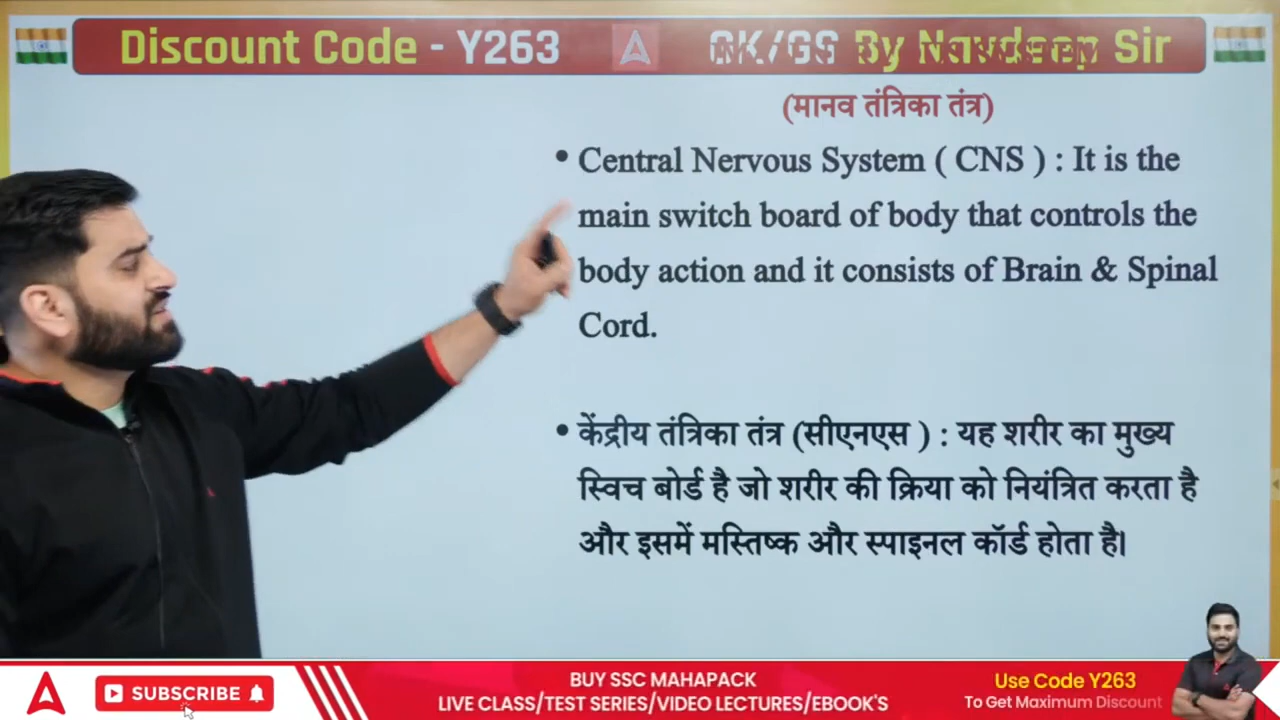 Discount Code - Y263
GK/GS By Navdeep Sir
(मानव तंत्रिका तंत्र)
• Central Nervous System ( CNS ) : It is the
main switch board of body that controls the
body action and it consists of Brain & Spinal
Cord.
• केंद्रीय तंत्रिका तंत्र (सीएनएस ) : यह शरीर का मुख्य
स्विच बोर्ड है जो शरीर की क्रिया को नियंत्रित करता है
और इसमें मस्तिष्क और स्पाइनल कॉर्ड होता है।
SUBSCRIBE
BUY SSC MAHAPACK
LIVE CLASS/TEST SERIES/VIDEO LECTURES/EBOOK'S
Use Code Y263
To Get Maximum Discount